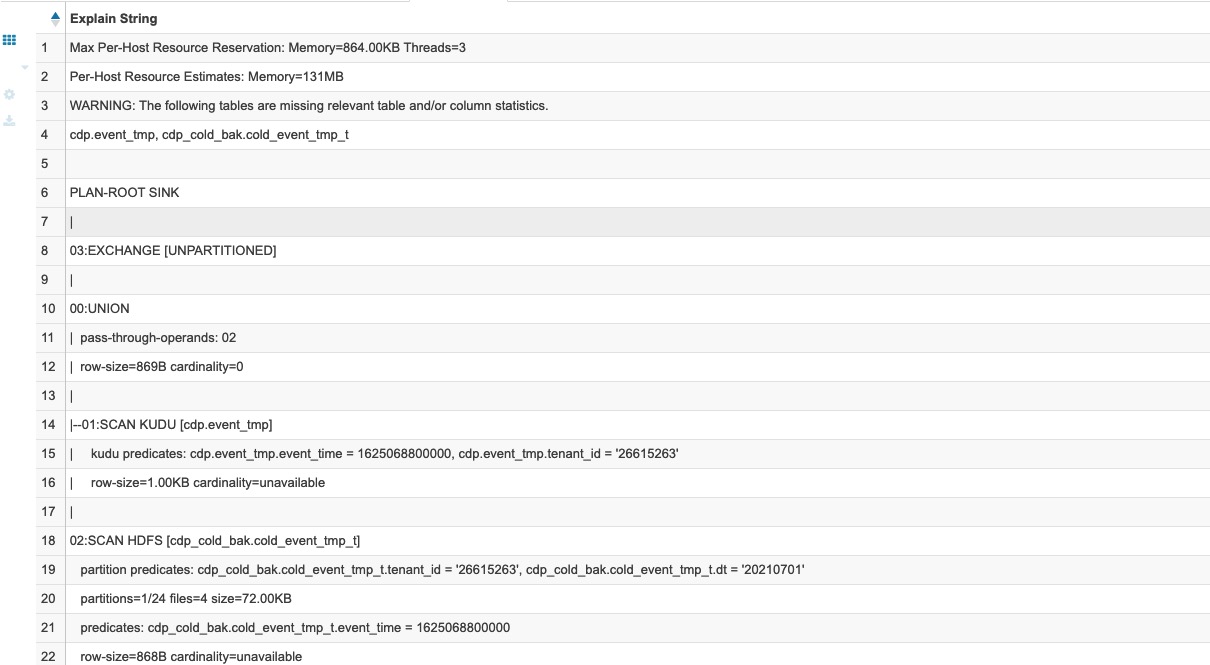 Explain String
1 Max Per-Host Resource Reservation: Memory=864.00KB Threads=3
2 Per-Host Resource Estimates: Memory=131MB
3 WARNING: The following tables are missing relevant table and/or column statistics.
4 cdp.event_tmp, cdp_cold_bak.cold_event_tmp_t
5
6 PLAN-ROOT SINK
7 |
8 03:EXCHANGE [UNPARTITIONED]
9 |
10 00:UNION
11 | pass-through-operands: 02
12 | row-size=869B cardinality=0
13 |
14 |--01:SCAN KUDU [cdp.event_tmp]
15 | kudu predicates: cdp.event_tmp.event_time = 1625068800000, cdp.event_tmp.tenant_id = '26615263'
16 | row-size=1.00KB cardinality=unavailable
17 |
18 02:SCAN HDFS [cdp_cold_bak.cold_event_tmp_t]
19 partition predicates: cdp_cold_bak.cold_event_tmp_t.tenant_id = '26615263', cdp_cold_bak.cold_event_tmp_t.dt = '20210701'
20 partitions=1/24 files=4 size=72.00KB
21 predicates: cdp_cold_bak.cold_event_tmp_t.event_time = 1625068800000
22 row-size=868B cardinality=unavailable